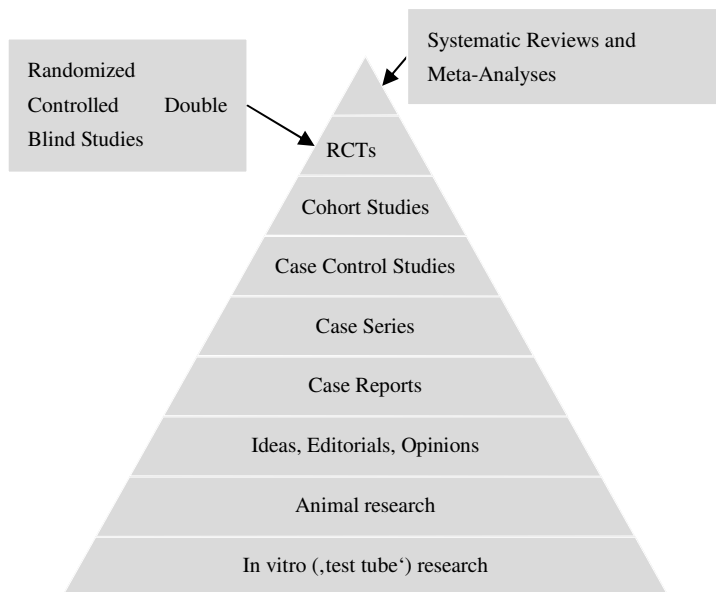 Systematic Reviews and
Meta-Analyses
Randomized
Controlled Double
Blind Studies
RCTs
Cohort Studies
Case Control Studies
Case Series
Case Reports
Ideas, Editorials, Opinions
Animal research
In vitro (‚test tube‘) research